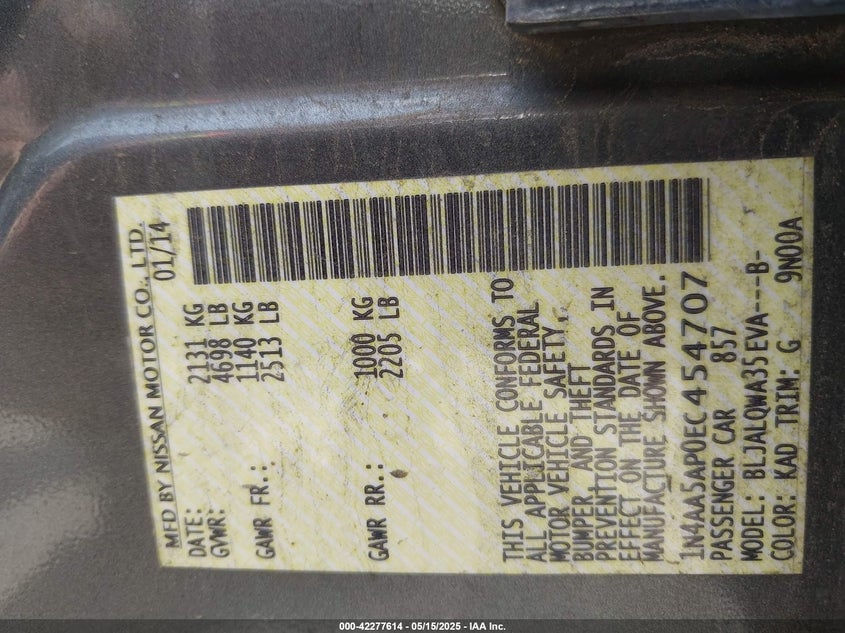 MFD BY NISSAN MOTOR CO., LTD.
DATE: 01/14
GVWR: 2131 KG
4698 LB
GAWR FR.: 1140 KG
2513 LB
GAWR RR.: 1000 KG
2205 LB
THIS VEHICLE CONFORMS TO
ALL APPLICABLE FEDERAL
MOTOR VEHICLE SAFETY,
BUMPER AND THEFT
PREVENTION STANDARDS IN
EFFECT ON THE DATE OF
MANUFACTURE SHOWN ABOVE.
1N4AA5AP0EC454707
PASSENGER CAR 857
MODEL: BLJALQWA35EVA---B-
COLOR: KAD TRIM: G 9N00A
000-42277614 - 05/15/2025 - IAA Inc.